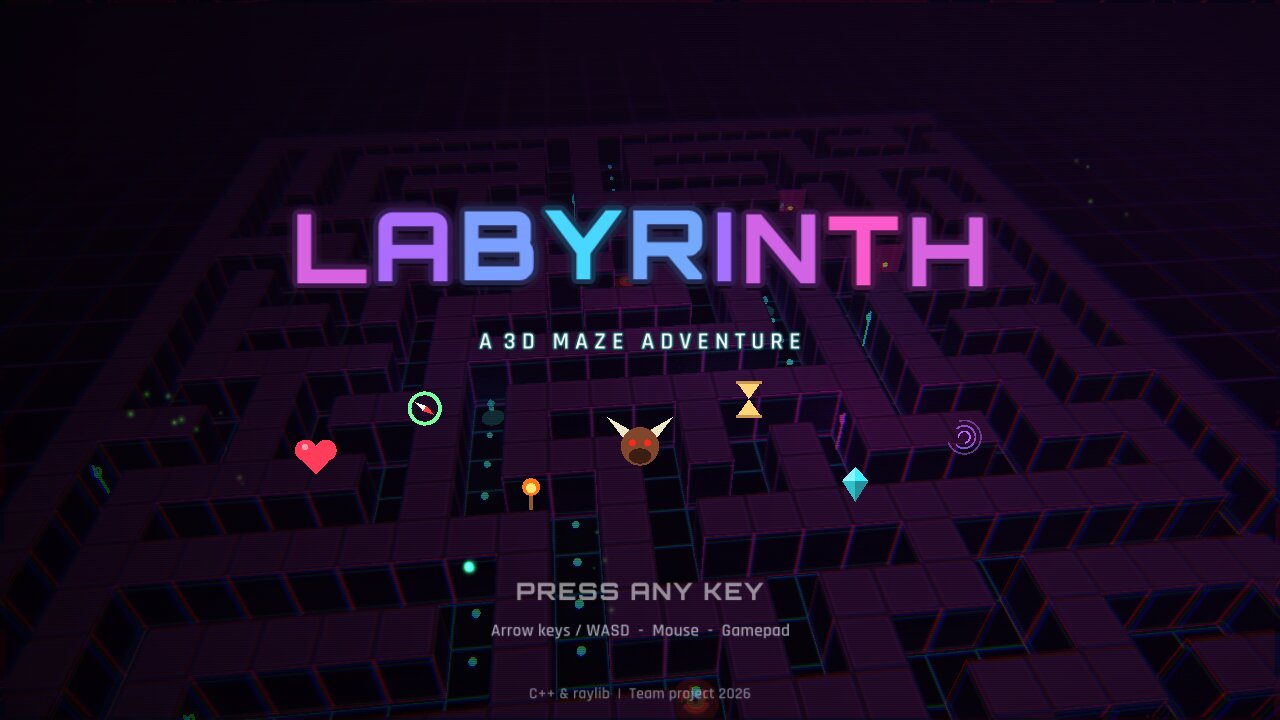 LABYRINTH
A 3D MAZE ADVENTURE
PRESS ANY KEY
Arrow keys / WASD - Mouse - Gamepad
C++ & raylib | Team project 2026